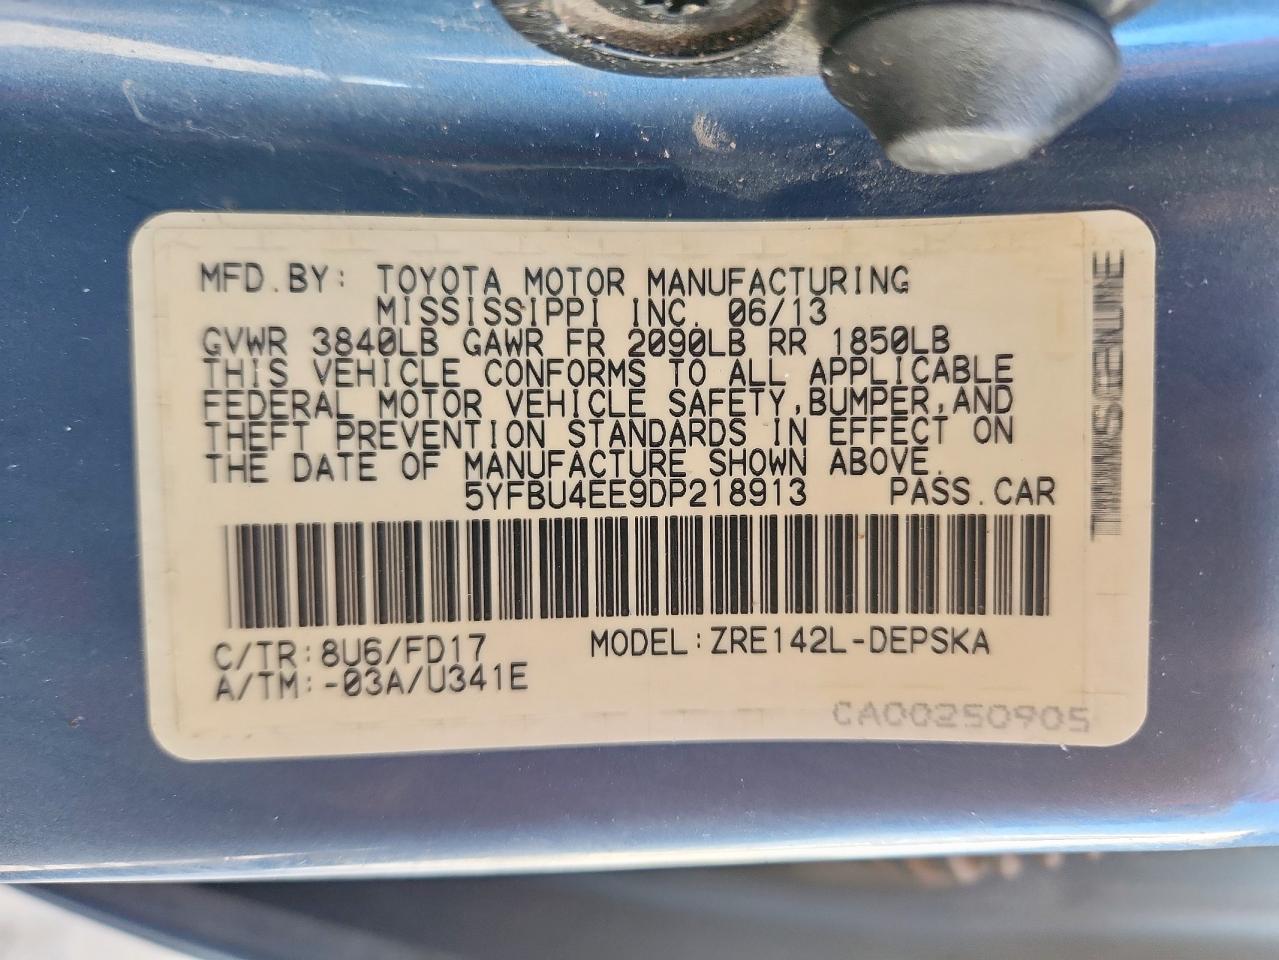 MFD.BY: TOYOTA MOTOR MANUFACTURING
MISSISSIPPI INC. 06/13
GVWR 3840LB GAWR FR 2090LB RR 1850LB
THIS VEHICLE CONFORMS TO ALL APPLICABLE
FEDERAL MOTOR VEHICLE SAFETY,BUMPER,AND
THEFT PREVENTION STANDARDS IN EFFECT ON
THE DATE OF MANUFACTURE SHOWN ABOVE.
5YFBU4EE9DP218913 PASS.CAR
C/TR:8U6/FD17 MODEL:ZRE142L-DEPSKA
A/TM:-03A/U341E
CA00250905